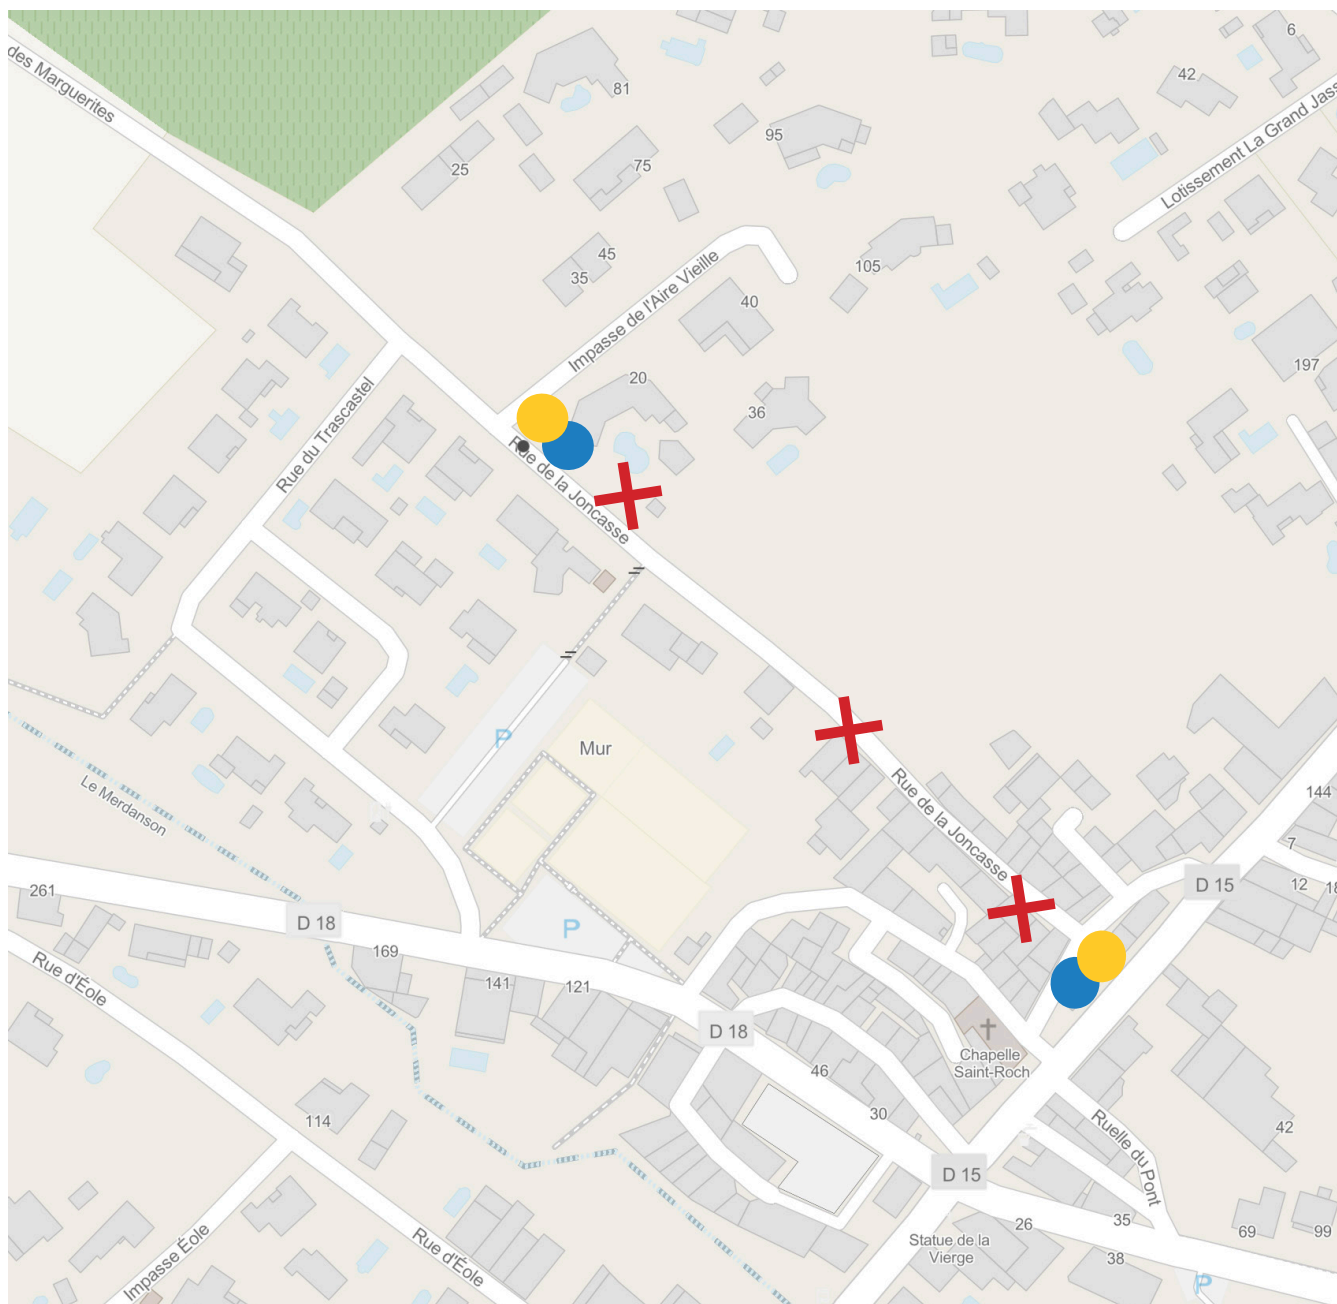 6
des Marguerites
81
42
95
Lotissement La Grand Jass
25
75
45
35
105
Impasse de l'Aire Vieille
40
197
20
36
Rue du Trascastel
Rue de la Joncasse
P
Mur
Le Merdanson
Rue de la Joncasse
144
7
12
18
D 15
261
D 18
P
169
141
121
Rue d'Éole
D 18
46
30
Chapelle
Saint-Roch
114
Ruelle du Pont
42
D 15
35
26
38
69
99
Statue de la
Vierge
Impasse Éole
Rue d'Éole
P